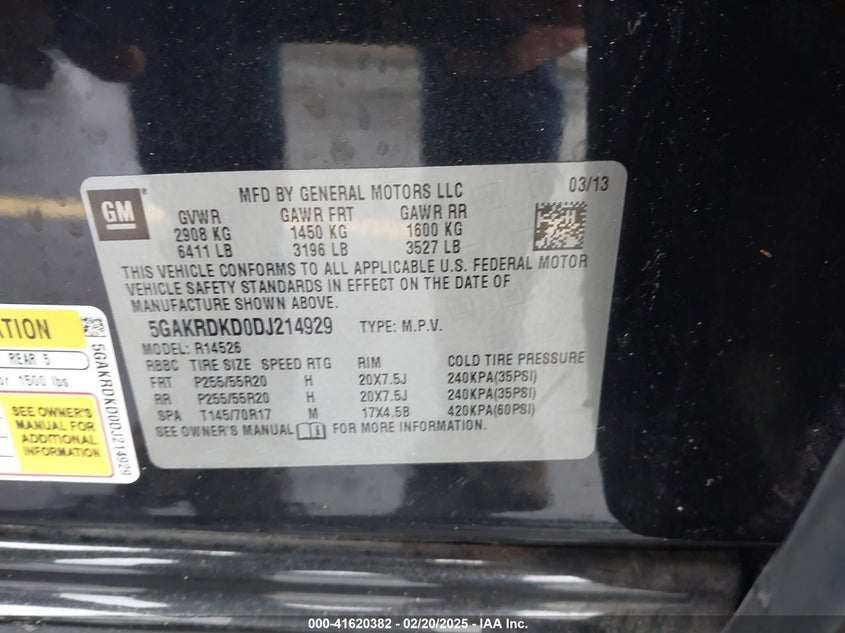 GM
MFD BY GENERAL MOTORS LLC 03/13
GVWR GAWR FRT GAWR RR
2908 KG 1450 KG 1600 KG
6411 LB 3196 LB 3527 LB
THIS VEHICLE CONFORMS TO ALL APPLICABLE U.S. FEDERAL MOTOR
VEHICLE SAFETY STANDARDS IN EFFECT ON THE DATE OF
MANUFACTURE SHOWN ABOVE.
5GAKRDKD0DJ214929 TYPE: M.P.V.
MODEL: R14526
RBBC TIRE SIZE SPEED RTG RIM COLD TIRE PRESSURE
FRT P255/55R20 H 20X7.5J 240KPA(35PSI)
RR P255/55R20 H 20X7.5J 240KPA(35PSI)
SPA T145/70R17 M 17X4.5B 420KPA(60PSI)
SEE OWNER'S MANUAL FOR MORE INFORMATION.
ATION
REAR 5
or 1500 lbs.
SEE OWNER'S
MANUAL FOR
ADDITIONAL
INFORMATION
5GAKRDKD0DJ214929
000-41620382 - 02/20/2025 - IAA Inc.